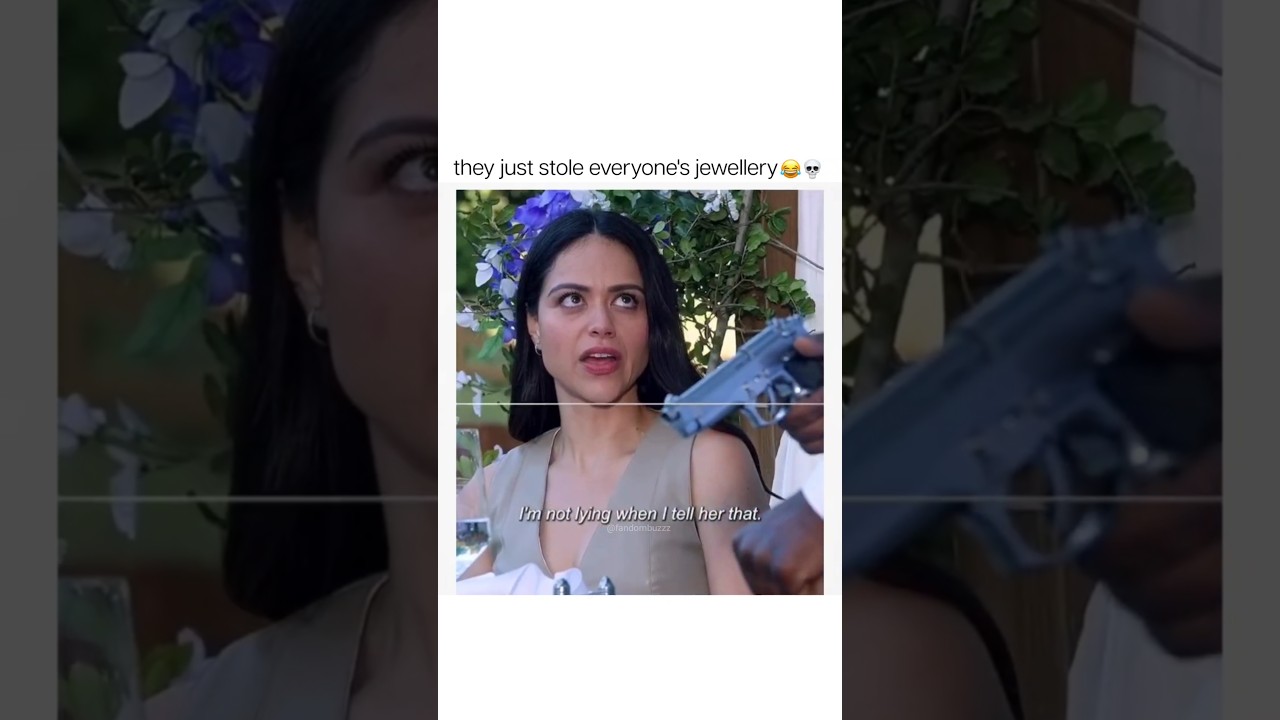 they just stole everyone's jewellery😂💀
I'm not lying when I tell her that.
@fandombuzzz